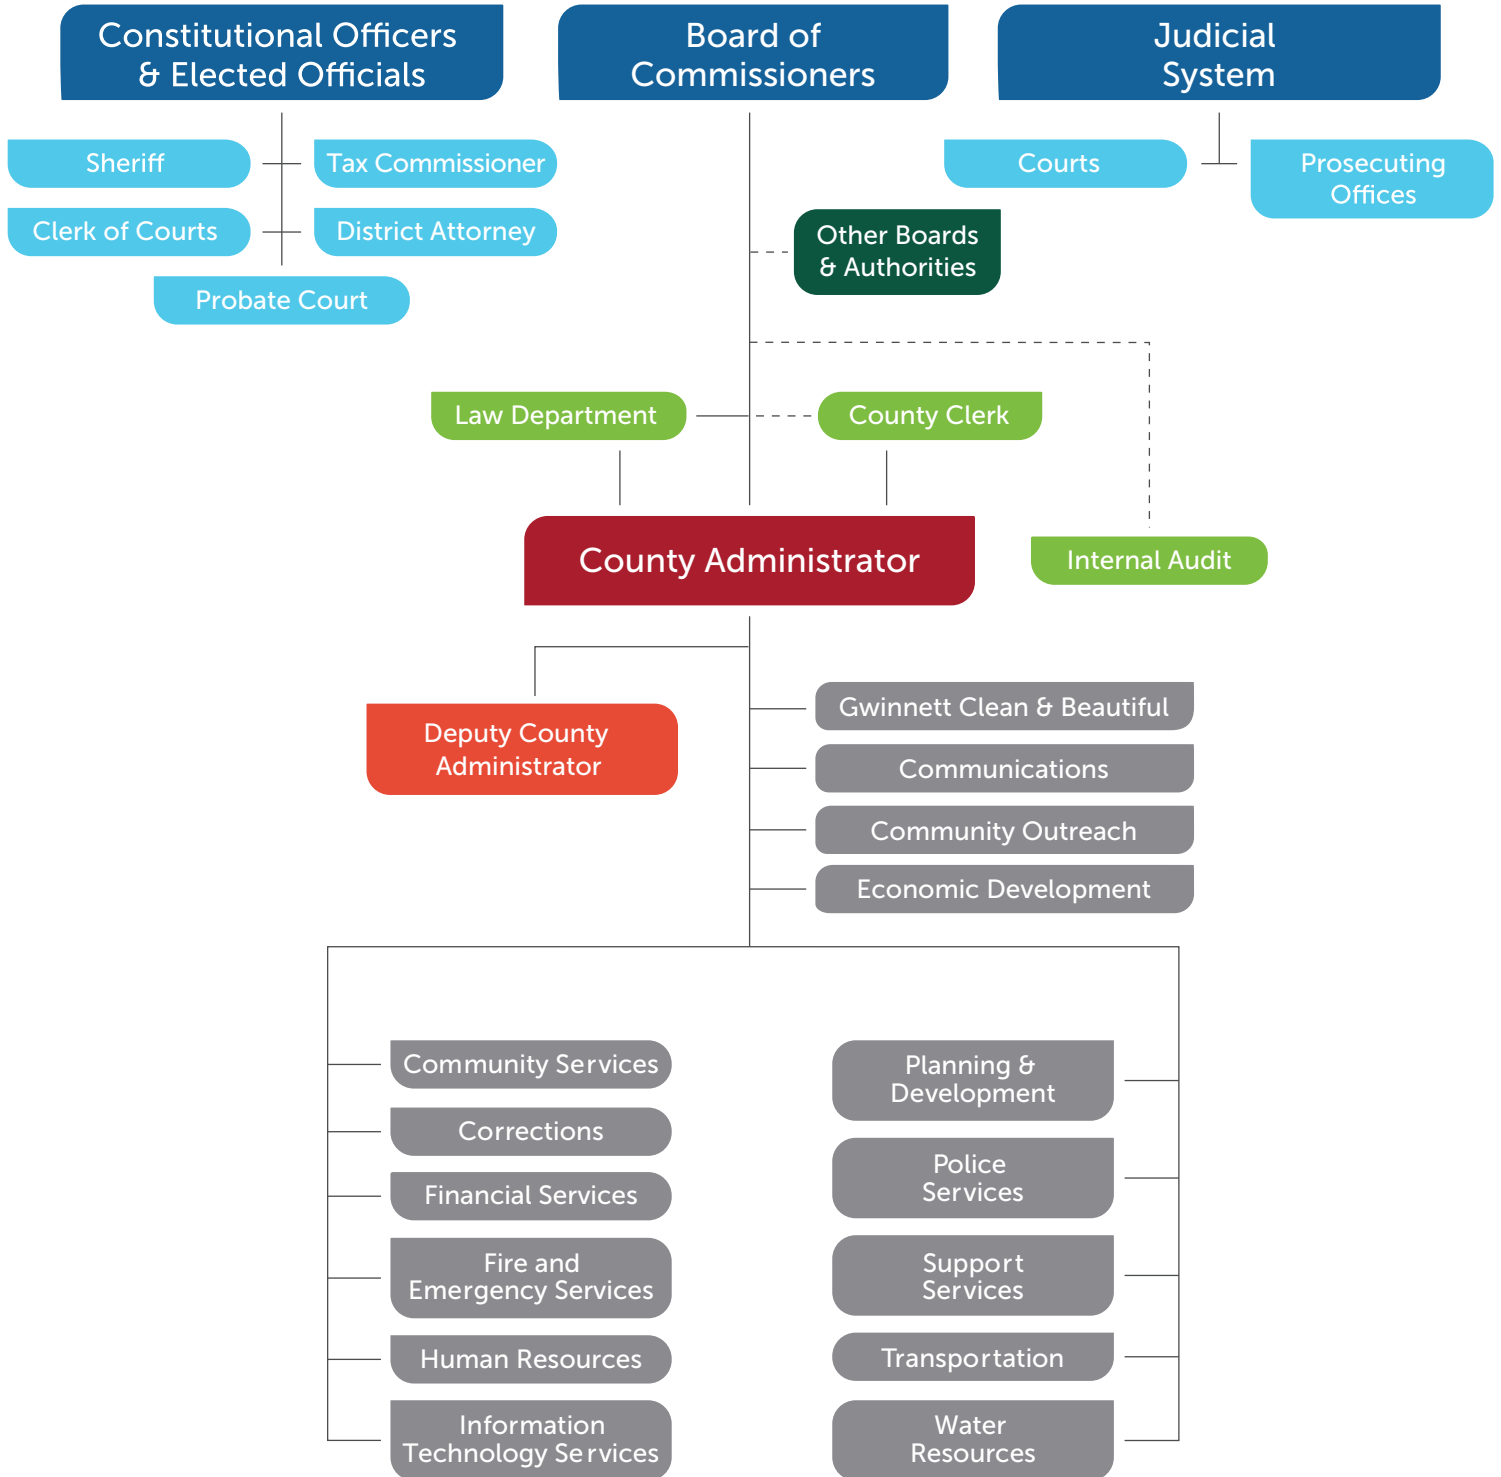 Constitutional Officers
& Elected Officials
Board of
Commissioners
Judicial
System
Sheriff
Tax Commissioner
Clerk of Courts
District Attorney
Probate Court
Courts
Prosecuting
Offices
Other Boards
& Authorities
Law Department
County Clerk
County Administrator
Internal Audit
Deputy County
Administrator
Gwinnett Clean & Beautiful
Communications
Community Outreach
Economic Development
Community Services
Corrections
Financial Services
Fire and
Emergency Services
Human Resources
Information
Technology Services
Planning &
Development
Police
Services
Support
Services
Transportation
Water
Resources